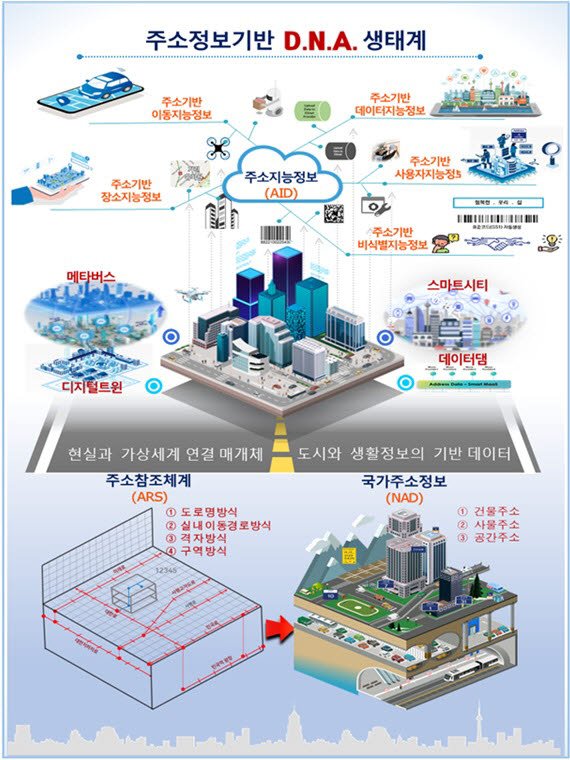 주소정보기반 D.N.A. 생태계
주소기반
이동지능정보
주소기반
데이터지능정보
주소기반
장소지능정보
주소지능정보
(AID)
주소기반
사용자지능정보
주소기반
비식별지능정보
행복한 . 우리 . 집
메타버스
디지털트윈
스마트시티
데이터댐
Address Data - Smart Mesh
현실과 가상세계 연결 매개체
도시와 생활정보의 기반 데이터
주소참조체계
(ARS)
① 도로명방식
② 실내이동경로방식
③ 격자방식
④ 구역방식
12345
국가주소정보
(NAD)
① 건물주소
② 사물주소
③ 공간주소